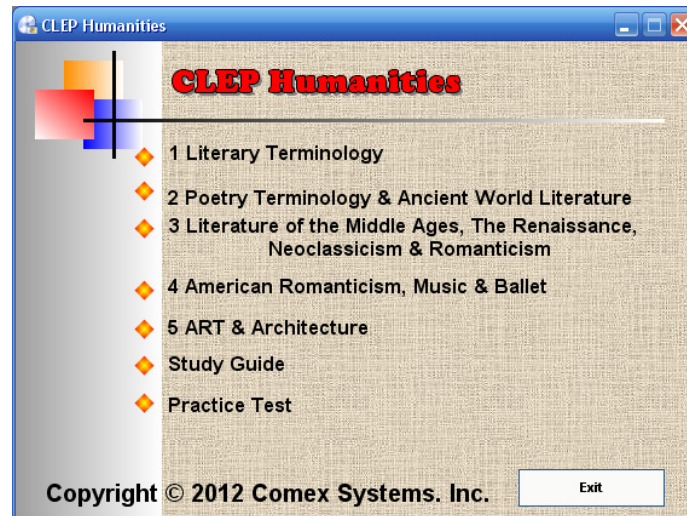 CLEP Humanities
CLEP Humanities
1 Literary Terminology
2 Poetry Terminology & Ancient World Literature
3 Literature of the Middle Ages, The Renaissance,
Neoclassicism & Romanticism
4 American Romanticism, Music & Ballet
5 ART & Architecture
Study Guide
Practice Test
Copyright © 2012 Comex Systems. Inc.
Exit